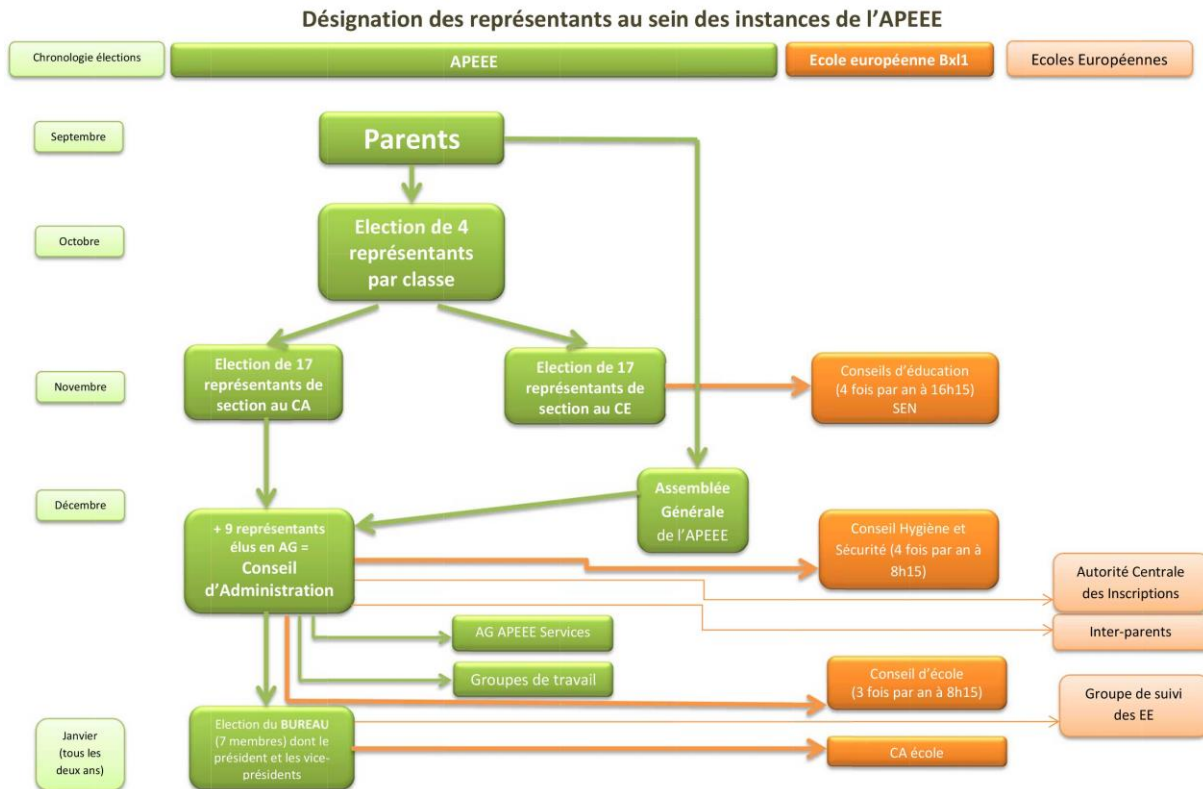 Désignation des représentants au sein des instances de l'APEEE
Chronologie élections
APEEE
Ecole européenne Bxl1
Ecoles Européennes
Septembre
Parents
Octobre
Election de 4
représentants
par classe
Novembre
Election de 17
représentants de
section au CA
Election de 17
représentants de
section au CE
Conseils d'éducation
(4 fois par an à 16h15)
SEN
Décembre
Assemblée
Générale
de l'APEEE
+ 9 représentants
élus en AG =
Conseil
d'Administration
Conseil Hygiène et
Sécurité (4 fois par an à
8h15)
Autorité Centrale
des Inscriptions
Inter-parents
AG APEEE Services
Groupes de travail
Conseil d'école
(3 fois par an à 8h15)
Groupe de suivi
des EE
Janvier
(tous les
deux ans)
Election du BUREAU
(7 membres) dont le
président et les vice-
présidents
CA école